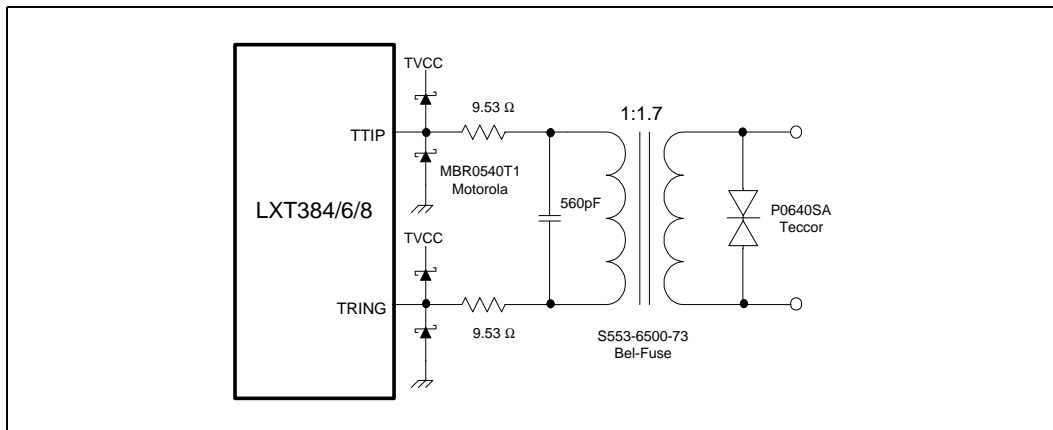 TVCC
9.53 Ω
1:1.7
TTIP
MBR0540T1
Motorola
LXT384/6/8
560pF
P0640SA
Teccor
TVCC
TRING
9.53 Ω
S553-6500-73
Bel-Fuse